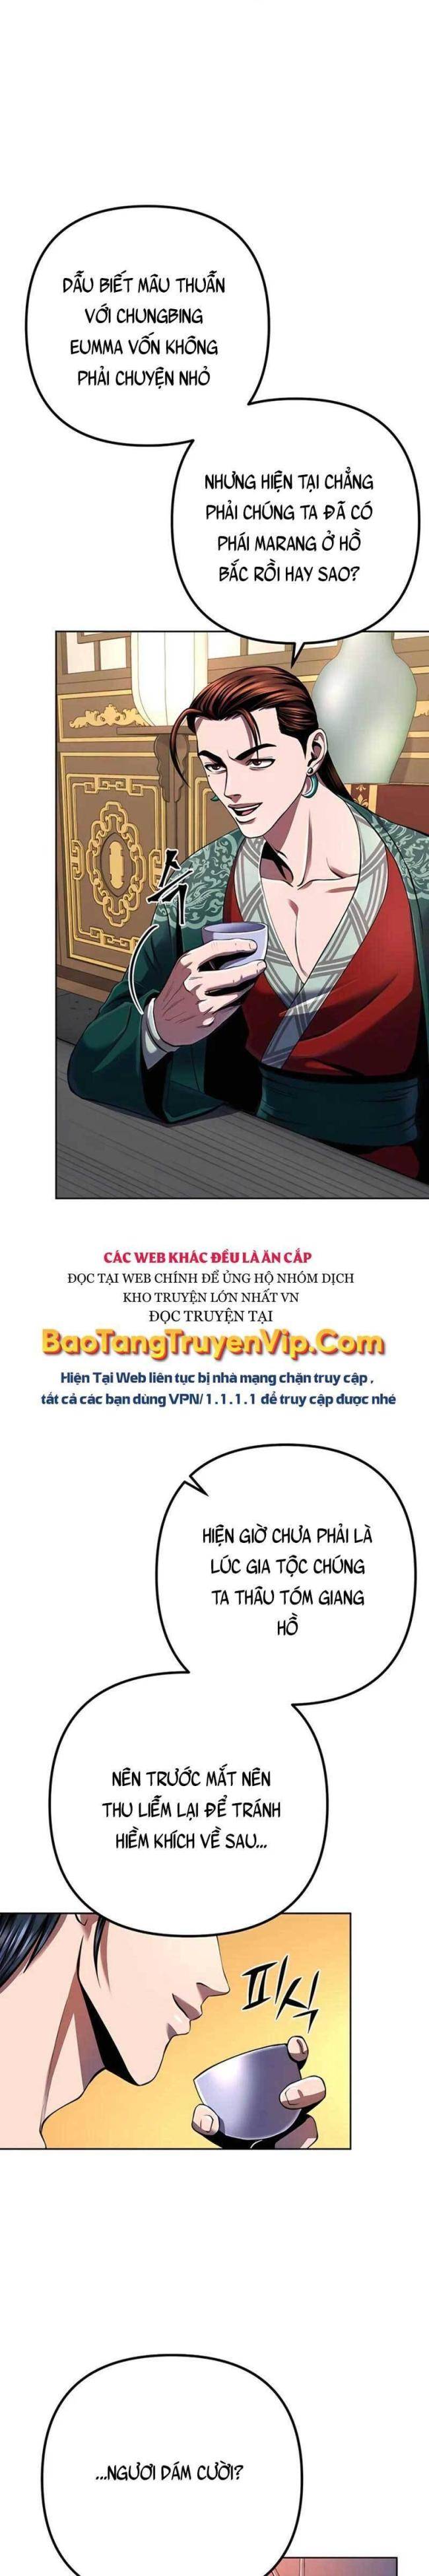 DẪU BIẾT MÂU THUẪN
VỚI CHUNGBING
EUMMA VỐN KHÔNG
PHẢI CHUYỆN NHỎ
NHƯNG HIỆN TẠI CHẲNG
PHẢI CHÚNG TA ĐÃ CÓ
PHÁI MARANG Ở HỒ
BẮC RỒI HAY SAO?
스윽
CÁC WEB KHÁC ĐỀU LÀ ĂN CẮP
ĐỌC TẠI WEB CHÍNH ĐỂ ỦNG HỘ NHÓM DỊCH
KHO TRUYỆN LỚN NHẤT VN
ĐỌC TRUYỆN TẠI
BaoTangTruyenVip.Com
Hiện Tại Web liên tục bị nhà mạng chặn truy cập,
tất cả các bạn dùng VPN/1.1.1.1 để truy cập được nhé
HIỆN GIỜ CHƯA PHẢI LÀ
LÚC GIA TỘC CHÚNG
TA THÂU TÓM GIANG
HỒ
NÊN TRƯỚC MẮT NÊN
THU LIỄM LẠI ĐỂ TRÁNH
HIỀM KHÍCH VỀ SAU...
피식
...NGƯƠI DÁM CƯỜI?